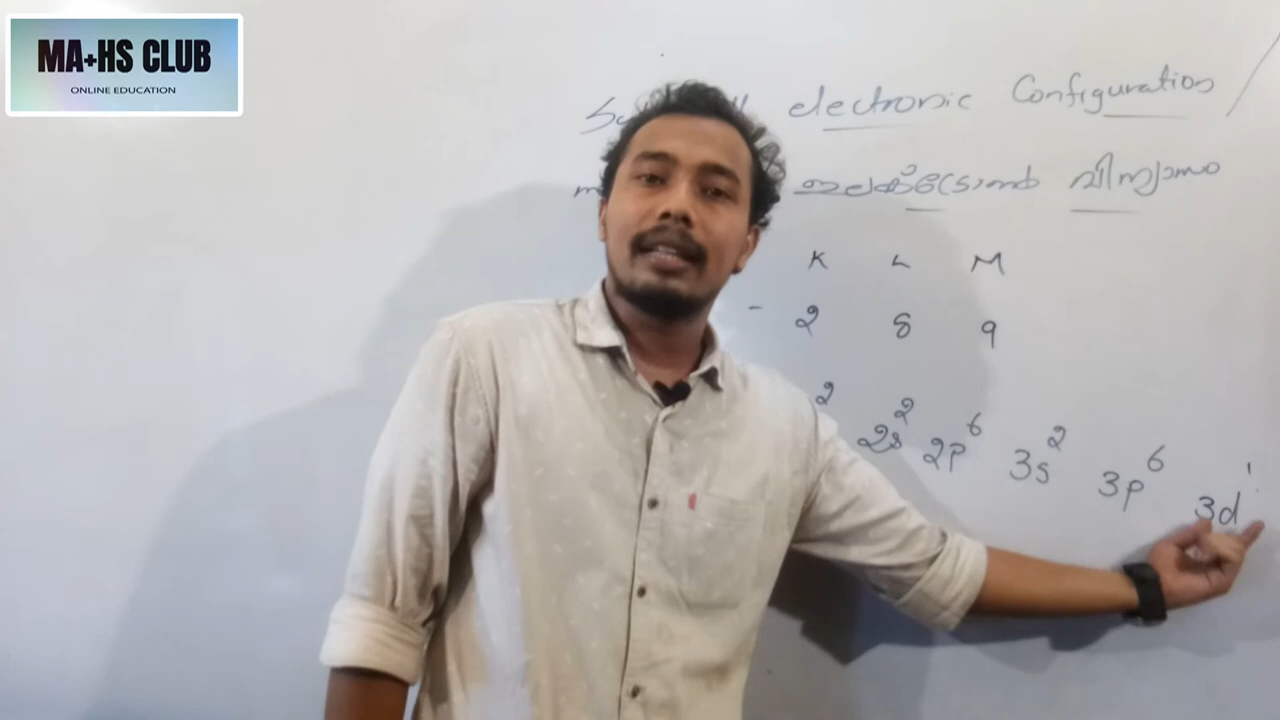 MA+HS CLUB
ONLINE EDUCATION
electronic Configuration /
ഇലക്ട്രോൺ വിന്യാസം
K L M
- 2 8 9
2 2s² 2p⁶ 3s² 3p⁶ 3d¹